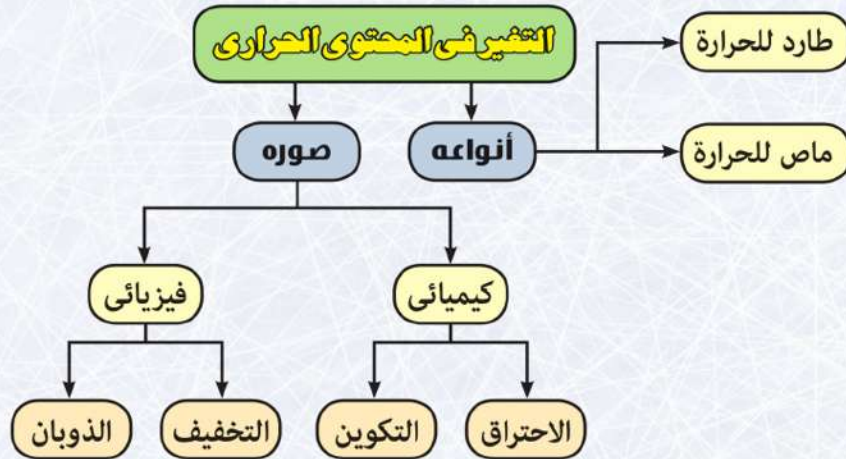 التغير فى المحتوى الحرارى
طارد للحرارة
أنواعه
صوره
ماص للحرارة
كيميائى
فيزيائى
الاحتراق
التكوين
التخفيف
الذوبان